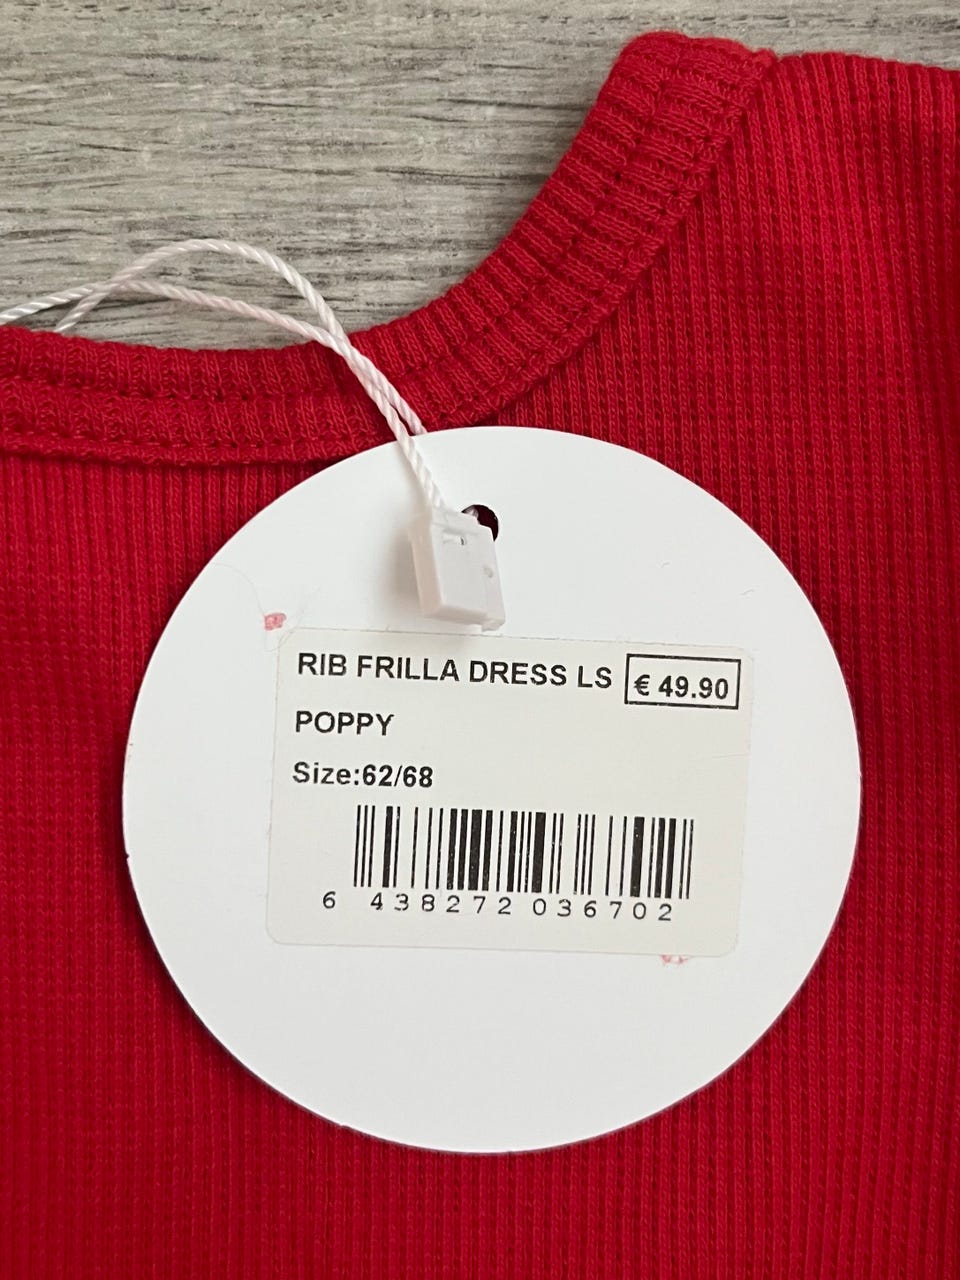 RIB FRILLA DRESS LS € 49.90
POPPY
Size:62/68
6 438272 036702